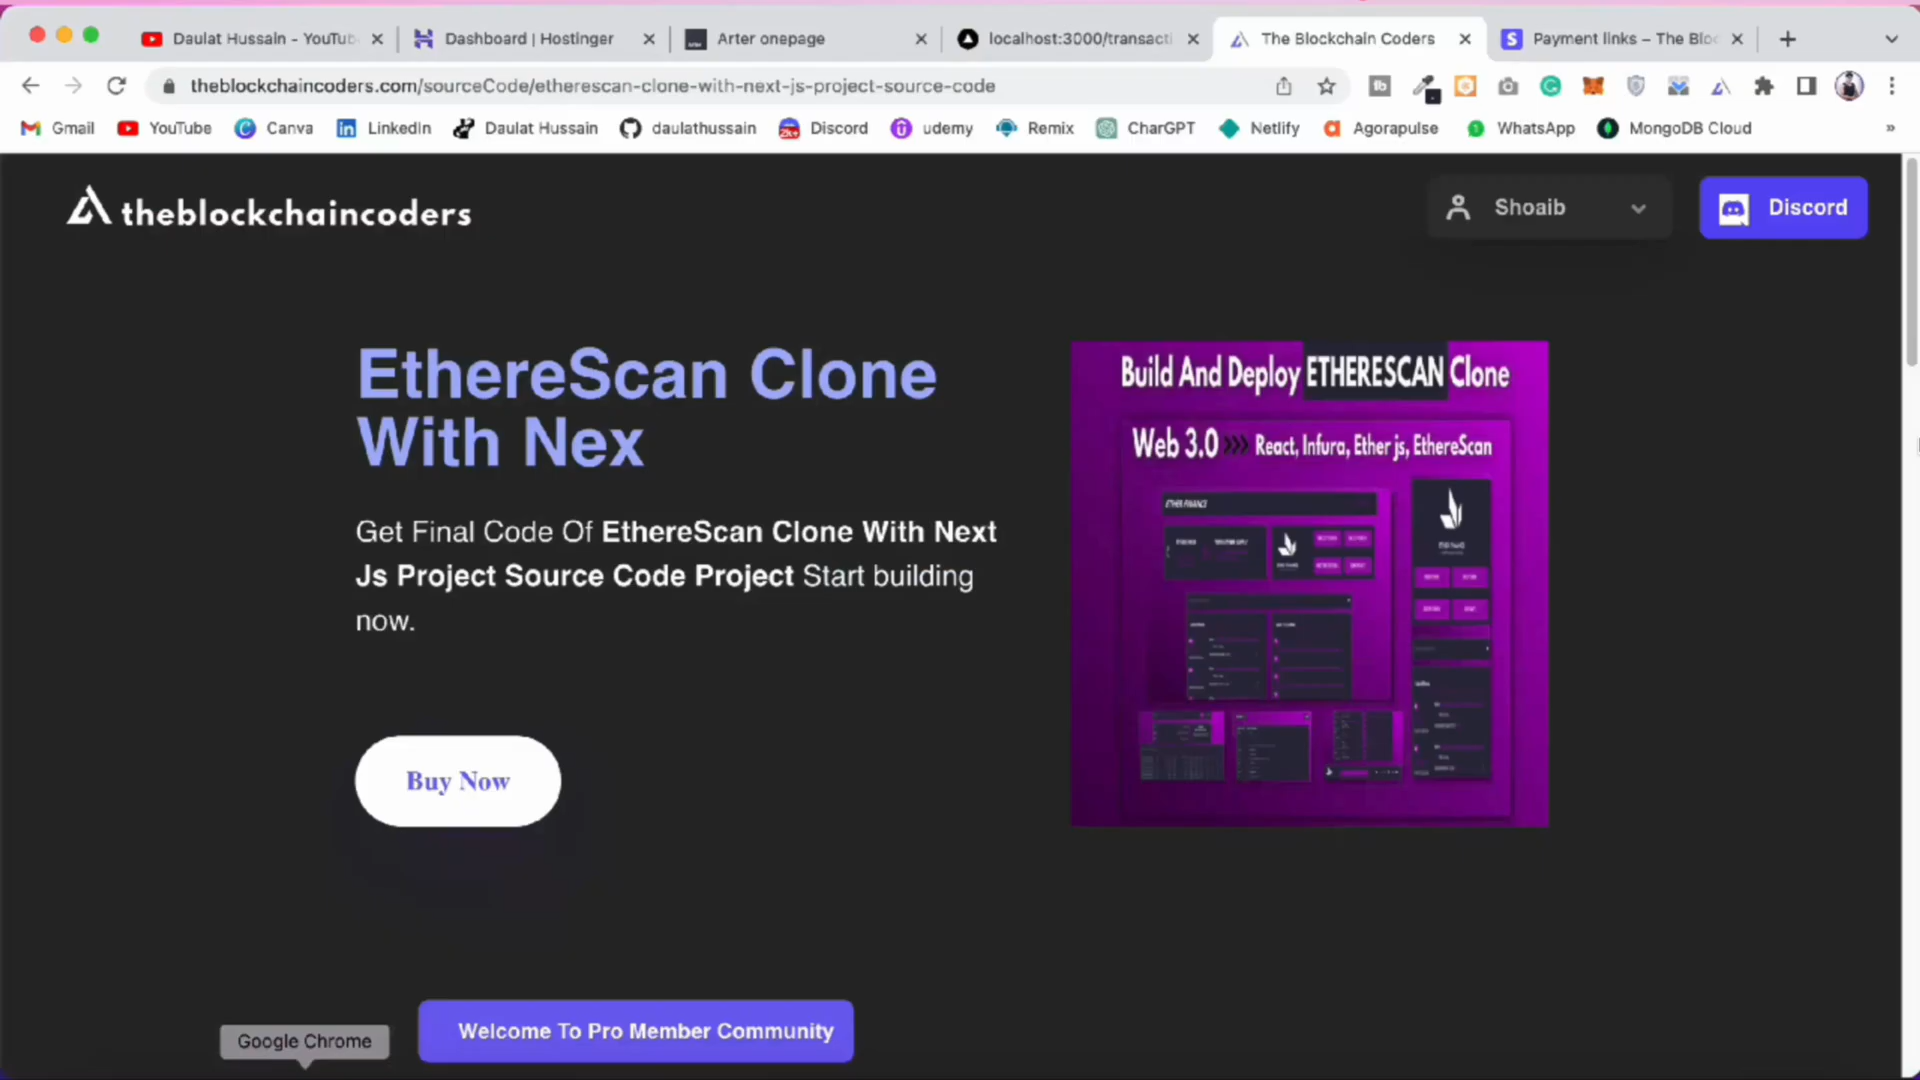 Daulat Hussain - YouTub
Dashboard | Hostinger
Arter onepage
localhost:3000/transacti
The Blockchain Coders
Payment links – The Bloc
theblockchaincoders.com/sourceCode/etherescan-clone-with-next-js-project-source-code
Gmail
YouTube
Canva
LinkedIn
Daulat Hussain
daulathussain
Discord
udemy
Remix
CharGPT
Netlify
Agorapulse
WhatsApp
MongoDB Cloud
theblockchaincoders
Shoaib
Discord
EthereScan Clone
With Nex
Get Final Code Of EthereScan Clone With Next
Js Project Source Code Project Start building
now.
Buy Now
Build And Deploy ETHERESCAN Clone
Web 3.0 >>> React, Infura, Ether js, EthereScan
ETHER FINANCE
Welcome To Pro Member Community
Google Chrome